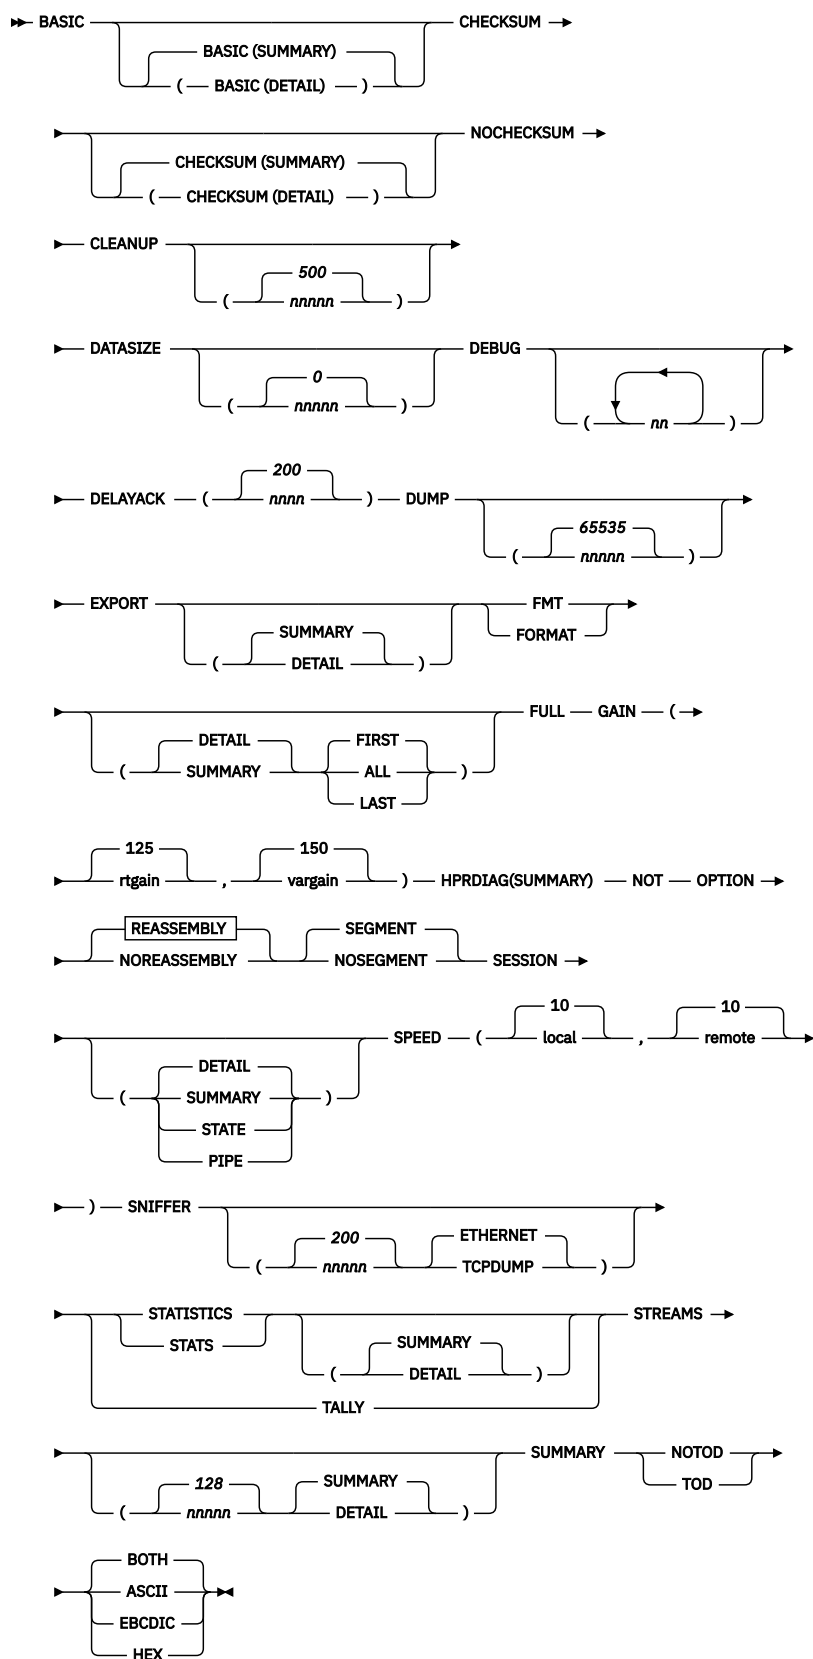 BASIC CHECKSUM
BASIC (SUMMARY)
( BASIC (DETAIL) )
NOCHECKSUM
CHECKSUM (SUMMARY)
( CHECKSUM (DETAIL) )
CLEANUP
500
( nnnnn )
DATASIZE DEBUG
0
( nnnnn ) ( nn )
200
DELAYACK ( nnnn ) DUMP
65535
( nnnnn )
EXPORT FMT
SUMMARY FORMAT
( DETAIL )
FULL GAIN (
DETAIL FIRST
( SUMMARY ALL )
LAST
125 150
rtgain , vargain ) HPRDIAG(SUMMARY) NOT OPTION
REASSEMBLY SEGMENT
NOREASSEMBLY NOSEGMENT SESSION
10 10
SPEED ( local , remote
DETAIL
( SUMMARY )
STATE
PIPE
) SNIFFER
200 ETHERNET
( nnnnn TCPDUMP )
STATISTICS STREAMS
STATS SUMMARY
( DETAIL )
TALLY
SUMMARY NOTOD
128 SUMMARY TOD
( nnnnn DETAIL )
BOTH
ASCII
EBCDIC
HEX